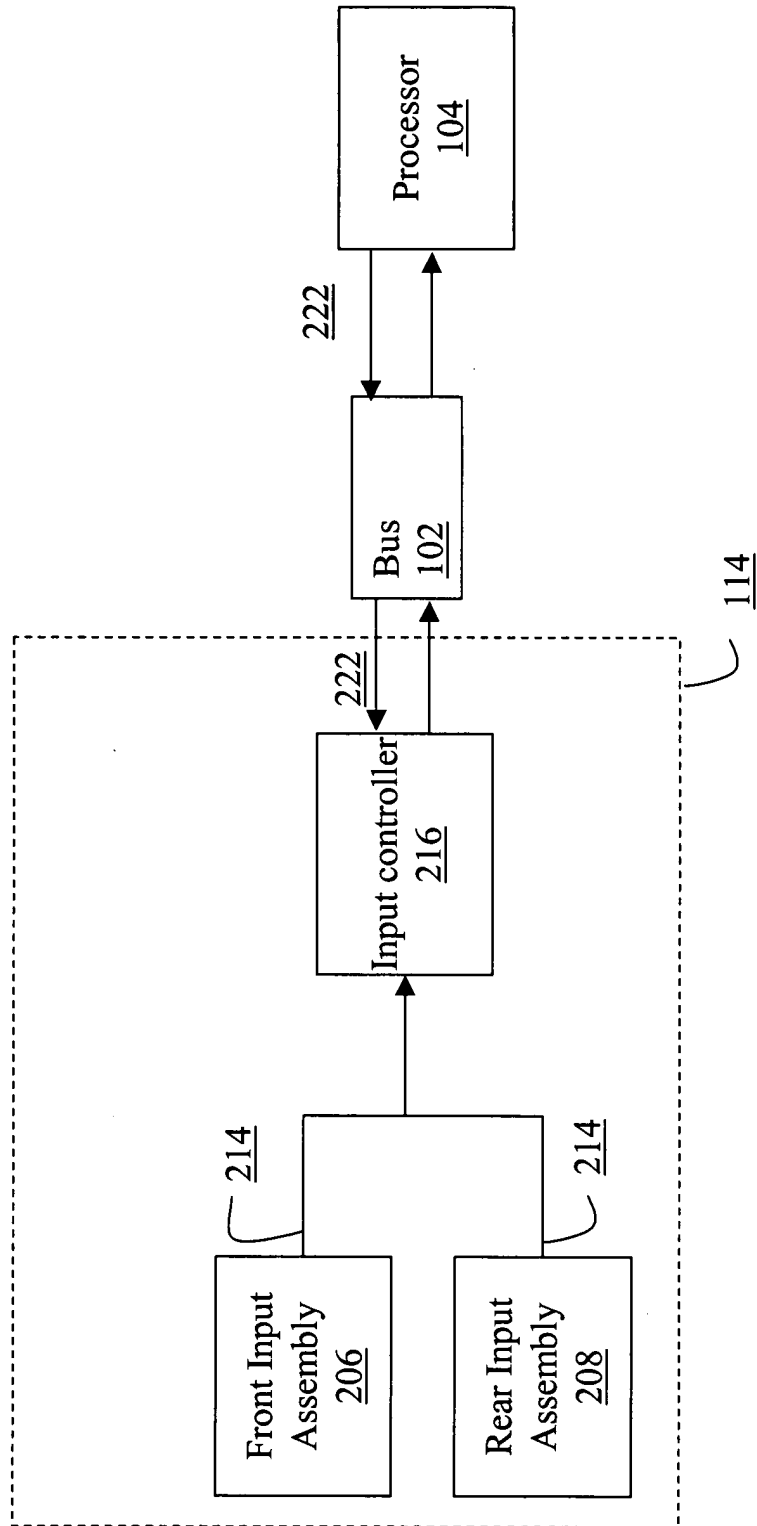 Front Input
Assembly
206
214
Rear Input
Assembly
208
214
Input controller
216
222
Bus
102
222
Processor
104
114